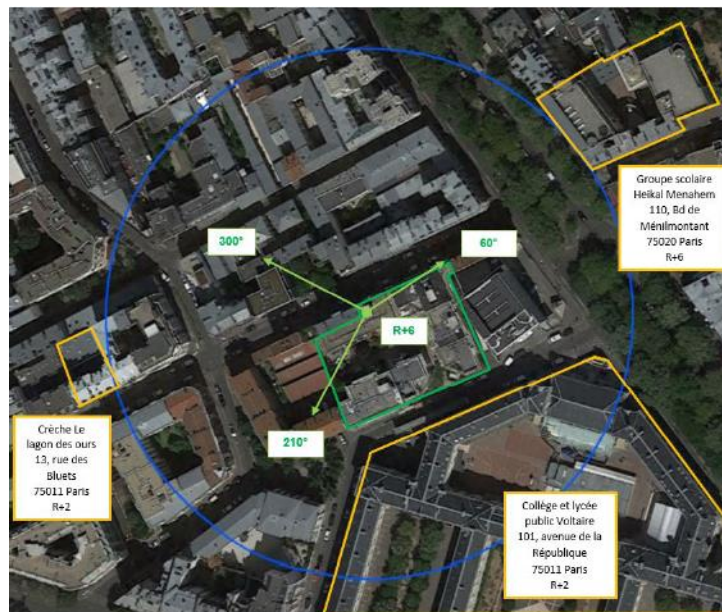 Groupe scolaire
Heikal Menahem
110, Bd de
Ménilmontant
75020 Paris
R+6
300°
60°
R+6
210°
Crèche Le
lagon des ours
13, rue des
Bluets
75011 Paris
R+2
Collège et lycée
public Voltaire
101, avenue de la
République
75011 Paris
R+2